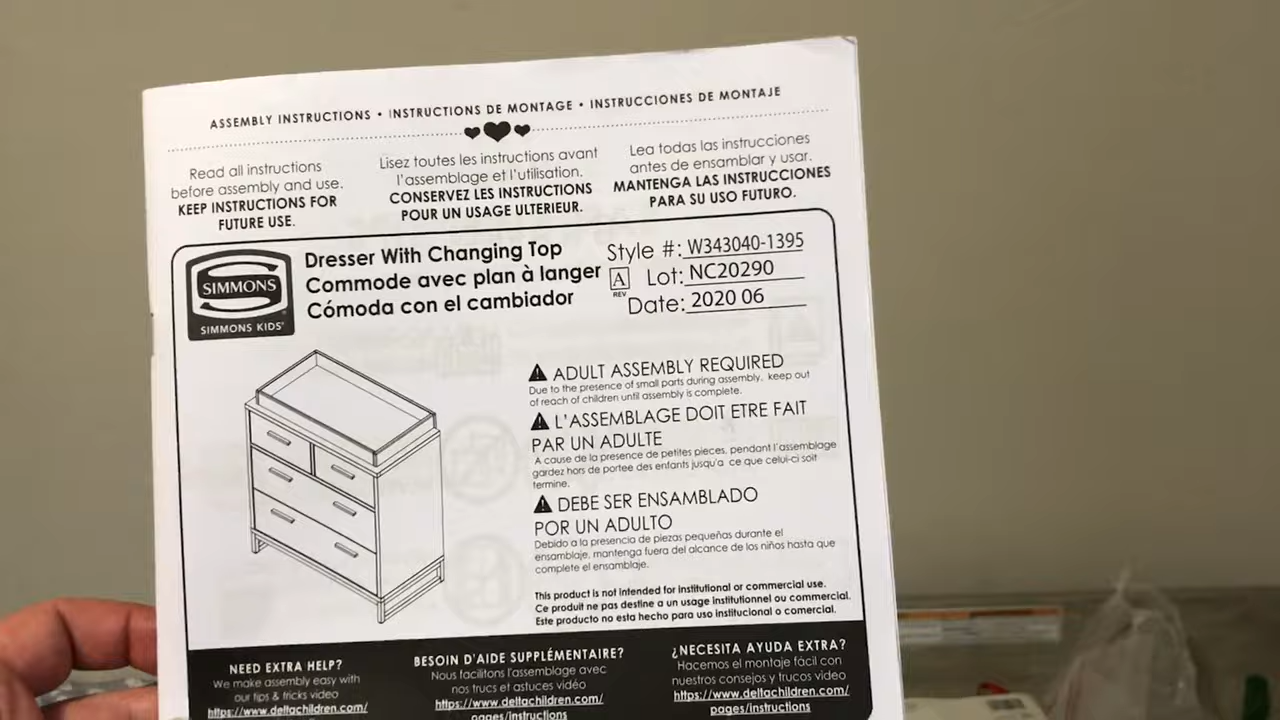 ASSEMBLY INSTRUCTIONS • INSTRUCTIONS DE MONTAGE • INSTRUCCIONES DE MONTAJE
Read all instructions
before assembly and use.
KEEP INSTRUCTIONS FOR
FUTURE USE.
Lisez toutes les instructions avant
l'assemblage et l'utilisation.
CONSERVEZ LES INSTRUCTIONS
POUR UN USAGE ULTERIEUR.
Lea todas las instrucciones
antes de ensamblar y usar.
MANTENGA LAS INSTRUCCIONES
PARA SU USO FUTURO.
SIMMONS
SIMMONS KIDS®
Dresser With Changing Top
Commode avec plan à langer
Cómoda con el cambiador
Style #: W343040-1395
A
REV
Lot: NC20290
Date: 2020 06
ADULT ASSEMBLY REQUIRED
Due to the presence of small parts during assembly, keep out
of reach of children until assembly is complete.
L'ASSEMBLAGE DOIT ETRE FAIT
PAR UN ADULTE
A cause de la presence de petites pieces, pendant l'assemblage
gardez hors de portee des enfants jusqu'a ce que celui-ci soit
termine.
DEBE SER ENSAMBLADO
POR UN ADULTO
Debido a la presencia de piezas pequeñas durante el
ensamblaje, mantenga fuera del alcance de los niños hasta que
complete el ensamblaje.
This product is not intended for institutional or commercial use.
Ce produit ne pas destine a un usage institutionnel ou commercial.
Este producto no esta hecho para uso institucional o comercial.
NEED EXTRA HELP?
We make assembly easy with
our tips & tricks video
https://www.deltachildren.com/
BESOIN D'AIDE SUPPLÉMENTAIRE?
Nous facilitons l'assemblage avec
nos trucs et astuces vidéo
https://www.deltachildren.com/
pages/instructions
¿NECESITA AYUDA EXTRA?
Hacemos el montaje fácil con
nuestros consejos y trucos video
https://www.deltachildren.com/
pages/instructions